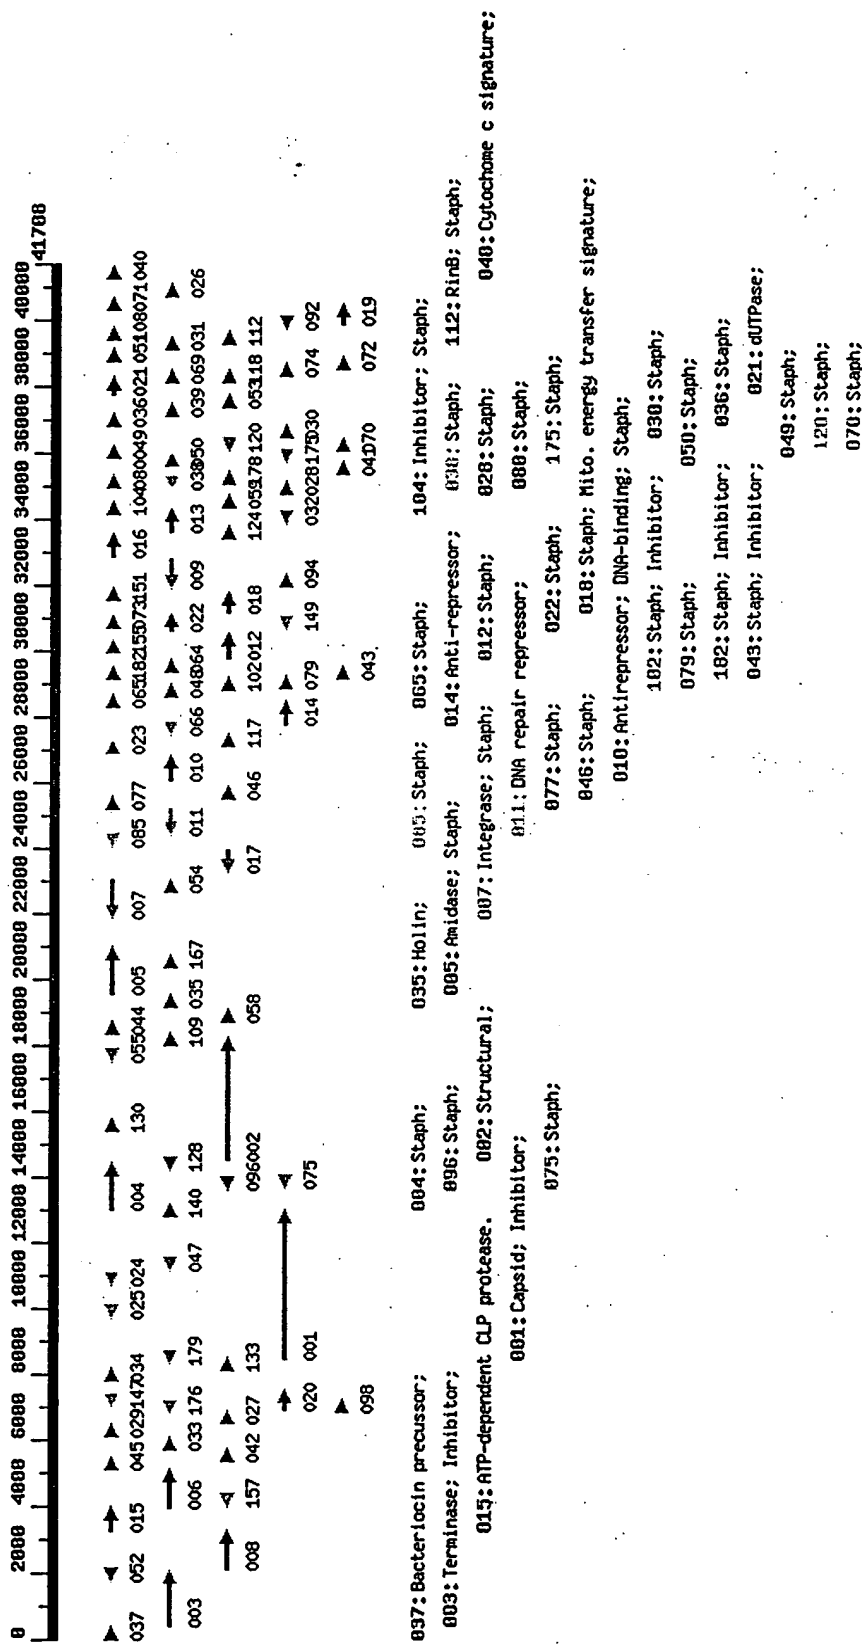 0 2000 4000 6000 8000 10000 12000 14000 16000 18000 20000 22000 24000 26000 28000 30000 32000 34000 36000 38000 40000
41708
037 052 015 045 029 147 034 025 024 004 130 055 044 005 007 085 077 023 065 182 155 073 151 016 104 080 049 036 021 051 108 071 040
003 006 033 176 179 047 140 128 109 035 167 054 011 010 066 048 064 022 009 013 038 050 039 069 031 026
008 157 042 027 133 096 002 058 017 046 117 102 012 018 124 059 178 120 053 118 112
020 001 075 014 079 149 094 032 028 175 030 074 092
098 043 041 070 072 019
037: Bacteriocin precussor; 004: Staph; 035: Holin; Staph; 065: Staph; 104: Inhibitor; Staph;
003: Terminase; Inhibitor; 096: Staph; 005: Amidase; Staph; 014: Anti-repressor; 038: Staph; 112: RinB; Staph;
015: ATP-dependent CLP protease. 002: Structural; 007: Integrase; Staph; 012: Staph; 028: Staph; 040: Cytochome c signature;
001: Capsid; Inhibitor; 011: DNA repair repressor; 080: Staph;
075: Staph; 077: Staph; 022: Staph; 175: Staph;
046: Staph; 018: Staph; Mito. energy transfer signature;
010: Antirepressor; DNA-binding; Staph;
102: Staph; Inhibitor; 030: Staph;
079: Staph; 050: Staph;
182: Staph; Inhibitor; 036: Staph;
043: Staph; Inhibitor; 021: dUTPase;
049: Staph;
120: Staph;
070: Staph;